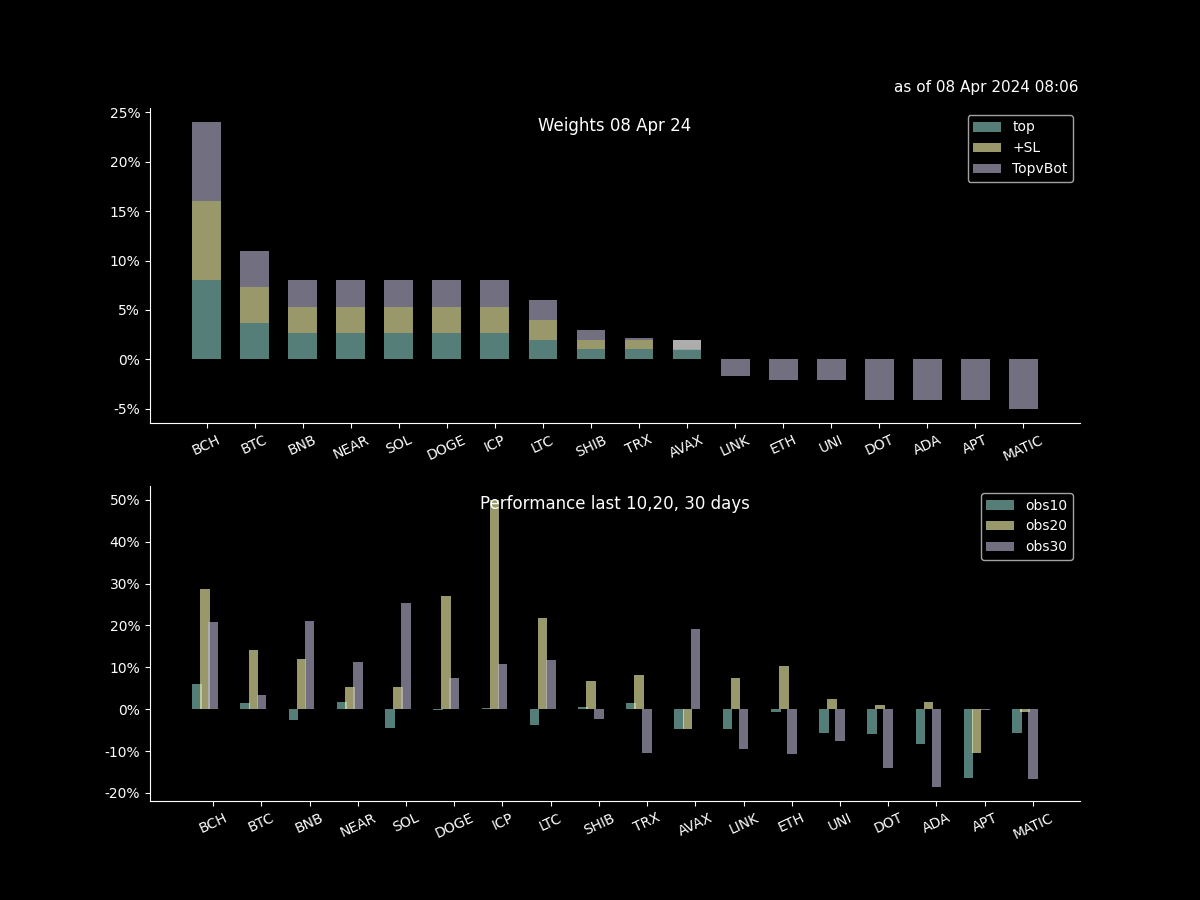 as of 08 Apr 2024 08:06
Weights 08 Apr 24
25%
20%
15%
10%
5%
0%
-5%
top
+SL
TopvBot
BCH BTC BNB NEAR SOL DOGE ICP LTC SHIB TRX AVAX LINK ETH UNI DOT ADA APT MATIC
Performance last 10,20, 30 days
50%
40%
30%
20%
10%
0%
-10%
-20%
obs10
obs20
obs30
BCH BTC BNB NEAR SOL DOGE ICP LTC SHIB TRX AVAX LINK ETH UNI DOT ADA APT MATIC